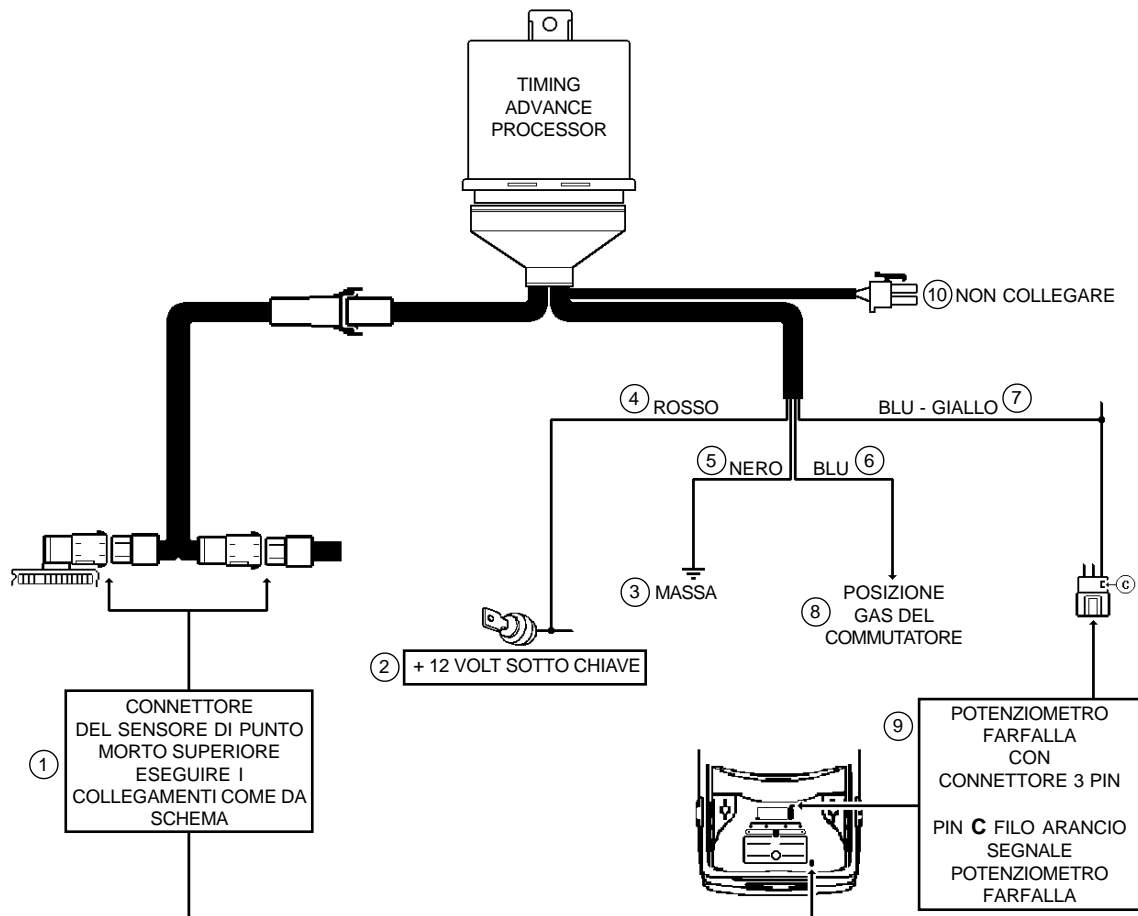 TIMING
ADVANCE
PROCESSOR
10 NON COLLEGARE
4 ROSSO
BLU - GIALLO 7
5 NERO
BLU 6
C
3 MASSA
8 POSIZIONE
GAS DEL
COMMUTATORE
2 + 12 VOLT SOTTO CHIAVE
1
CONNETTORE
DEL SENSORE DI PUNTO
MORTO SUPERIORE
ESEGUIRE I
COLLEGAMENTI COME DA
SCHEMA
9
POTENZIOMETRO
FARFALLA
CON
CONNETTORE 3 PIN
PIN C FILO ARANCIO
SEGNALE
POTENZIOMETRO
FARFALLA